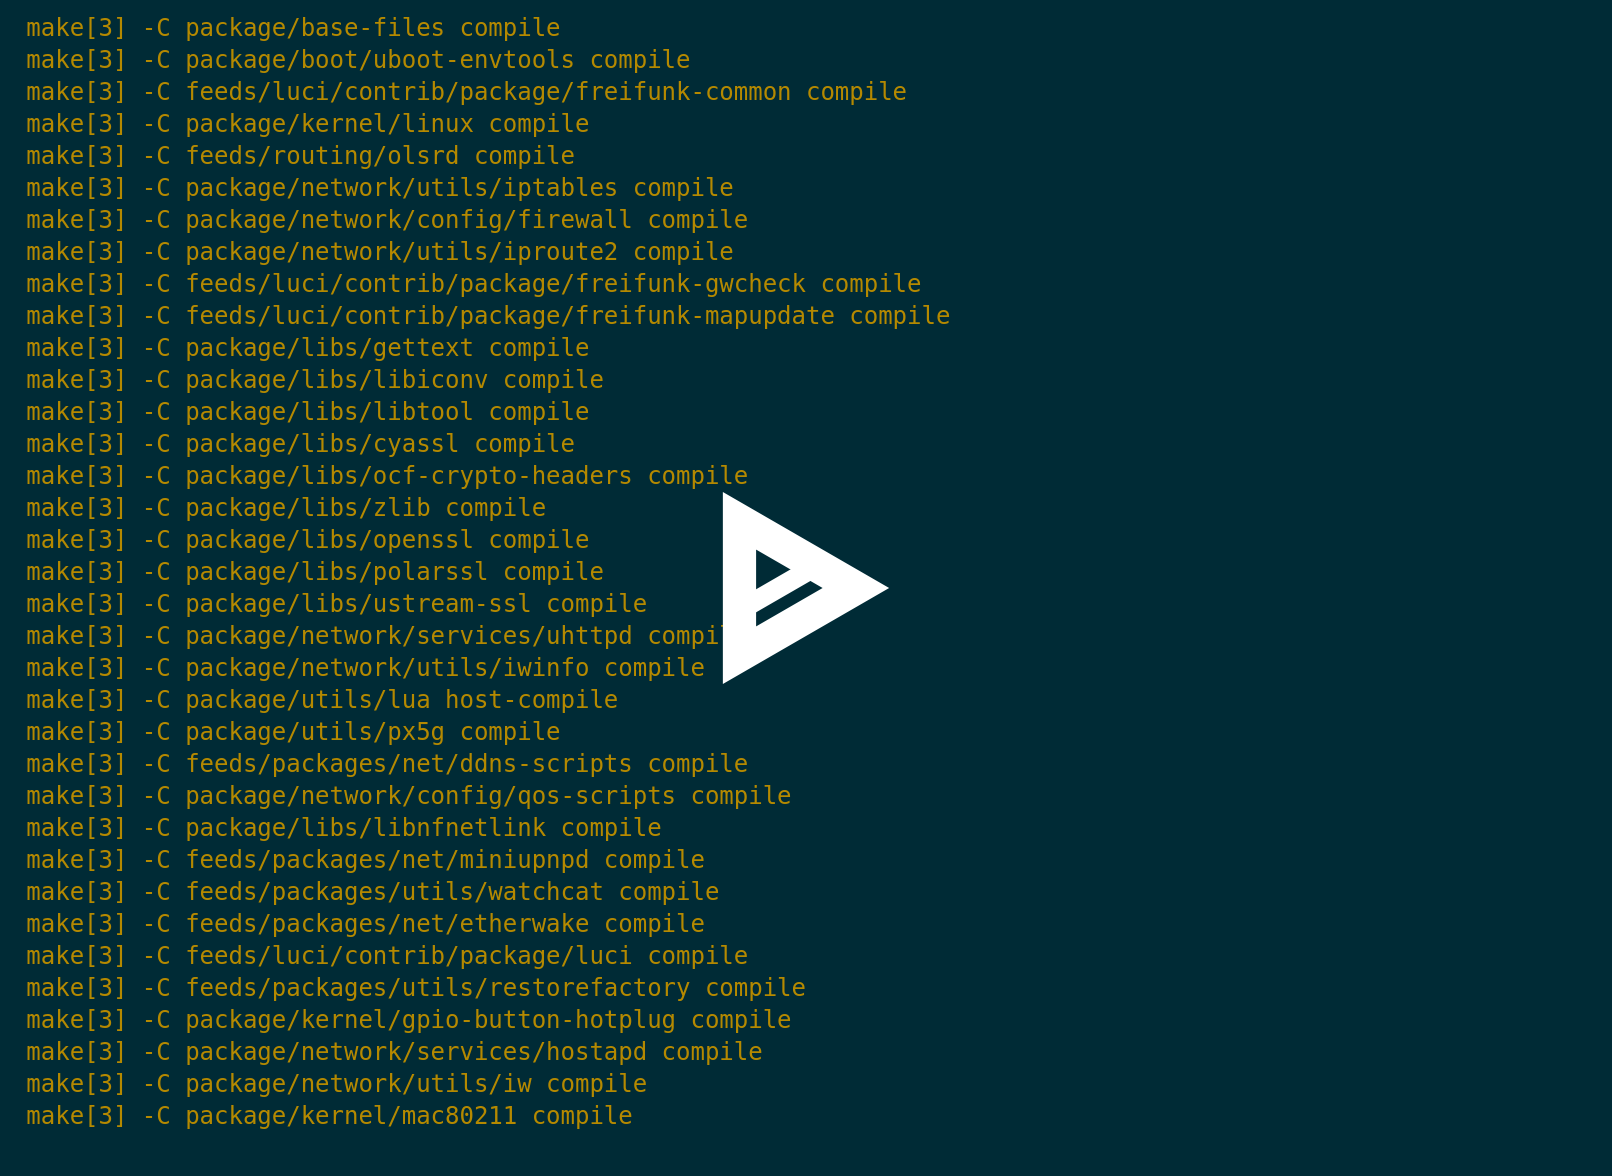 make[3] -C package/base-files compile
make[3] -C package/boot/uboot-envtools compile
make[3] -C feeds/luci/contrib/package/freifunk-common compile
make[3] -C package/kernel/linux compile
make[3] -C feeds/routing/olsrd compile
make[3] -C package/network/utils/iptables compile
make[3] -C package/network/config/firewall compile
make[3] -C package/network/utils/iproute2 compile
make[3] -C feeds/luci/contrib/package/freifunk-gwcheck compile
make[3] -C feeds/luci/contrib/package/freifunk-mapupdate compile
make[3] -C package/libs/gettext compile
make[3] -C package/libs/libiconv compile
make[3] -C package/libs/libtool compile
make[3] -C package/libs/cyassl compile
make[3] -C package/libs/ocf-crypto-headers compile
make[3] -C package/libs/zlib compile
make[3] -C package/libs/openssl compile
make[3] -C package/libs/polarssl compile
make[3] -C package/libs/ustream-ssl compile
make[3] -C package/network/services/uhttpd compil
make[3] -C package/network/utils/iwinfo compile
make[3] -C package/utils/lua host-compile
make[3] -C package/utils/px5g compile
make[3] -C feeds/packages/net/ddns-scripts compile
make[3] -C package/network/config/qos-scripts compile
make[3] -C package/libs/libnfnetlink compile
make[3] -C feeds/packages/net/miniupnpd compile
make[3] -C feeds/packages/utils/watchcat compile
make[3] -C feeds/packages/net/etherwake compile
make[3] -C feeds/luci/contrib/package/luci compile
make[3] -C feeds/packages/utils/restorefactory compile
make[3] -C package/kernel/gpio-button-hotplug compile
make[3] -C package/network/services/hostapd compile
make[3] -C package/network/utils/iw compile
make[3] -C package/kernel/mac80211 compile